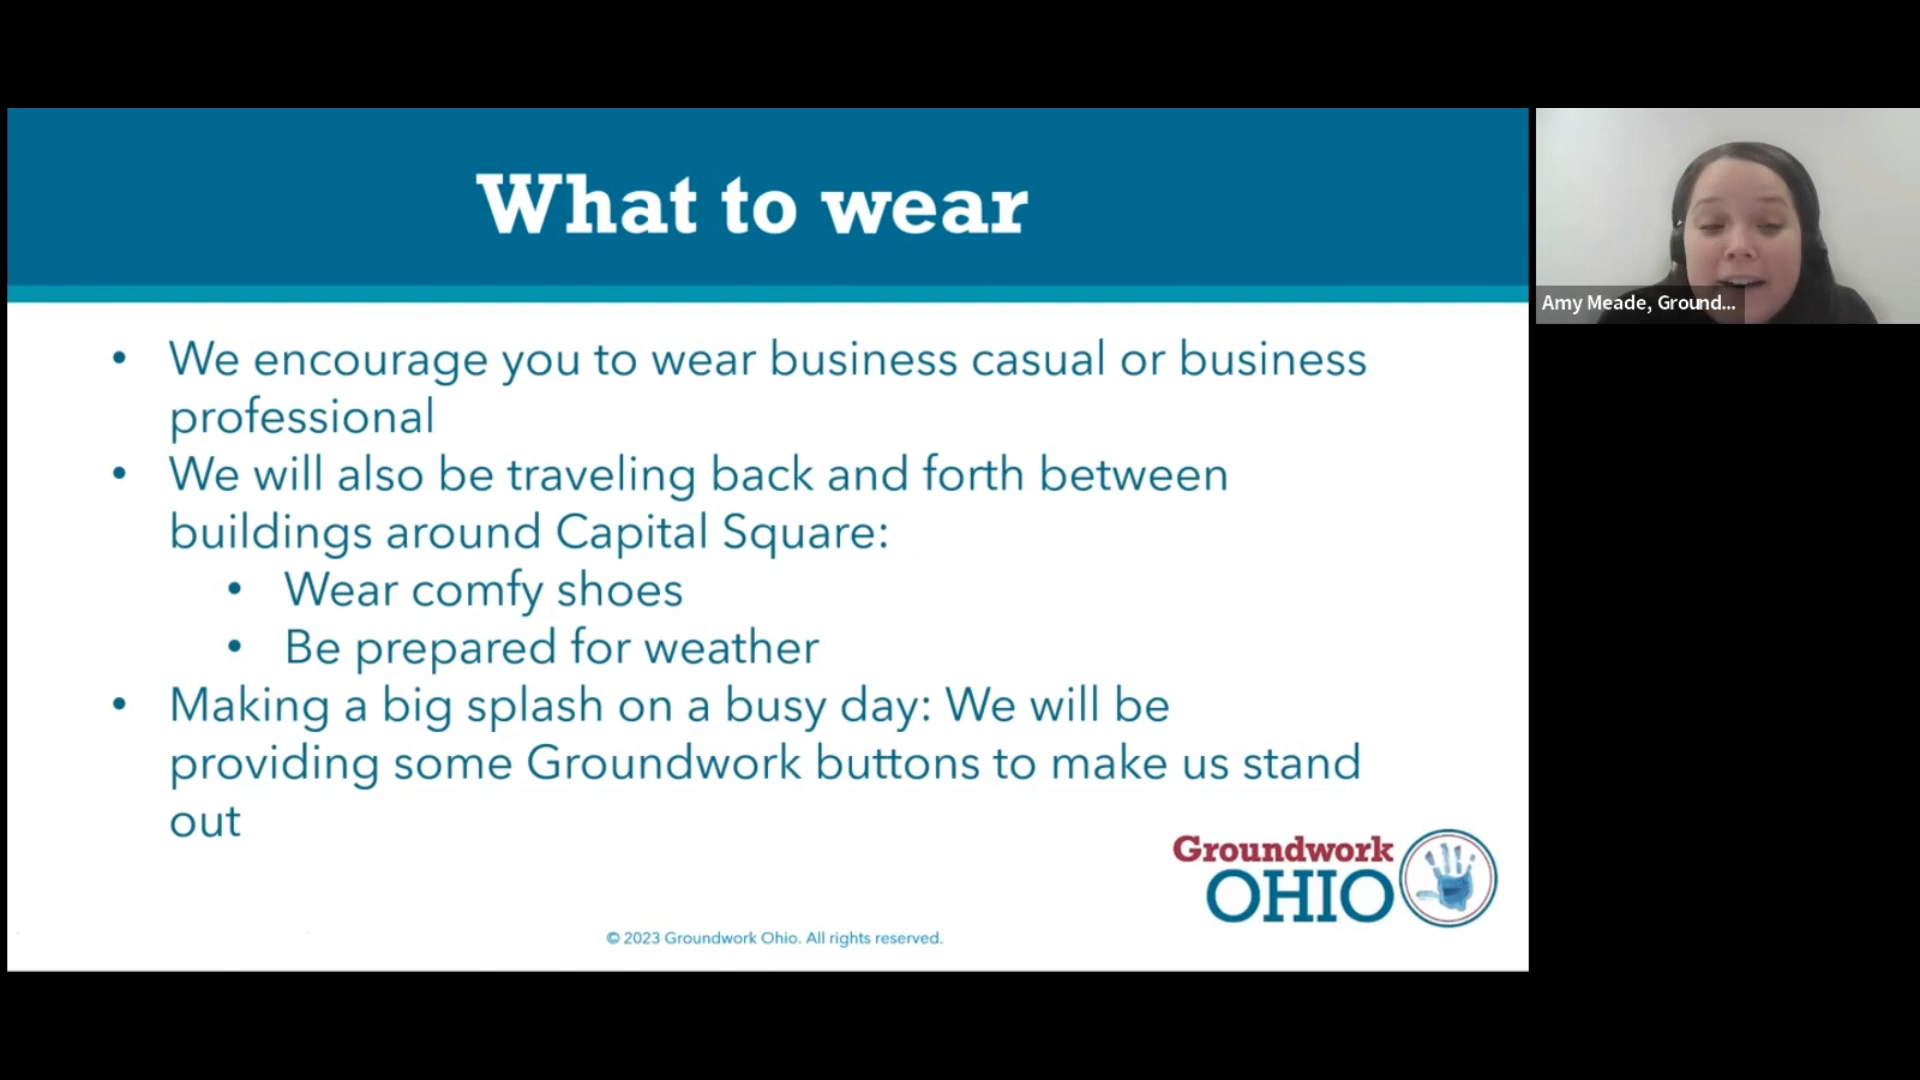 What to wear
• We encourage you to wear business casual or business
professional
• We will also be traveling back and forth between
buildings around Capital Square:
• Wear comfy shoes
• Be prepared for weather
• Making a big splash on a busy day: We will be
providing some Groundwork buttons to make us stand
out
Groundwork
OHIO
© 2023 Groundwork Ohio. All rights reserved.
Amy Meade, Ground...